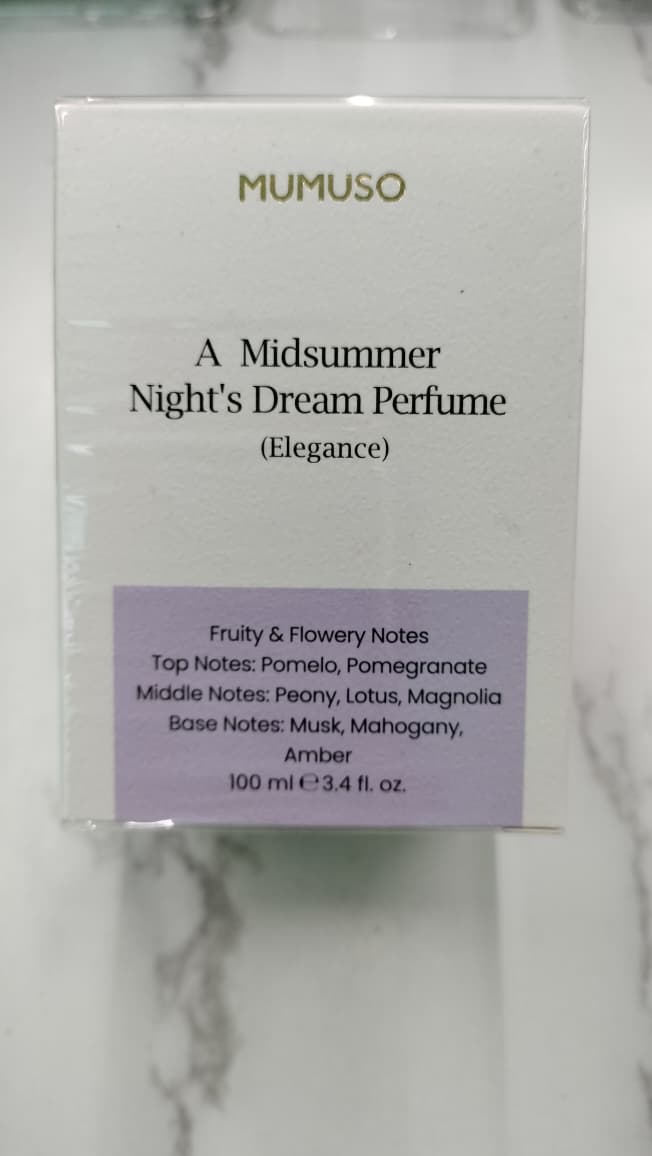 MUMUSO
A Midsummer
Night's Dream Perfume
(Elegance)
Fruity & Flowery Notes
Top Notes: Pomelo, Pomegranate
Middle Notes: Peony, Lotus, Magnolia
Base Notes: Musk, Mahogany,
Amber
100 ml ℮ 3.4 fl. oz.